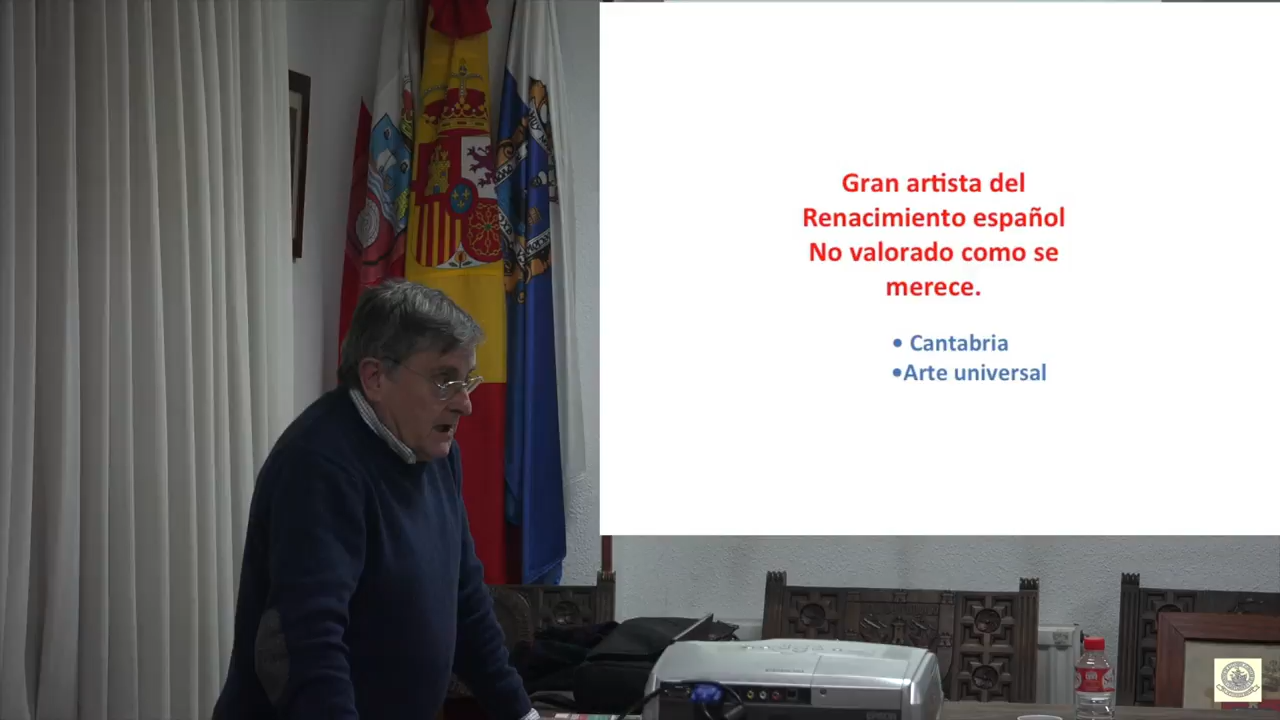 Gran artista del
Renacimiento español
No valorado como se
merece.
• Cantabria
•Arte universal